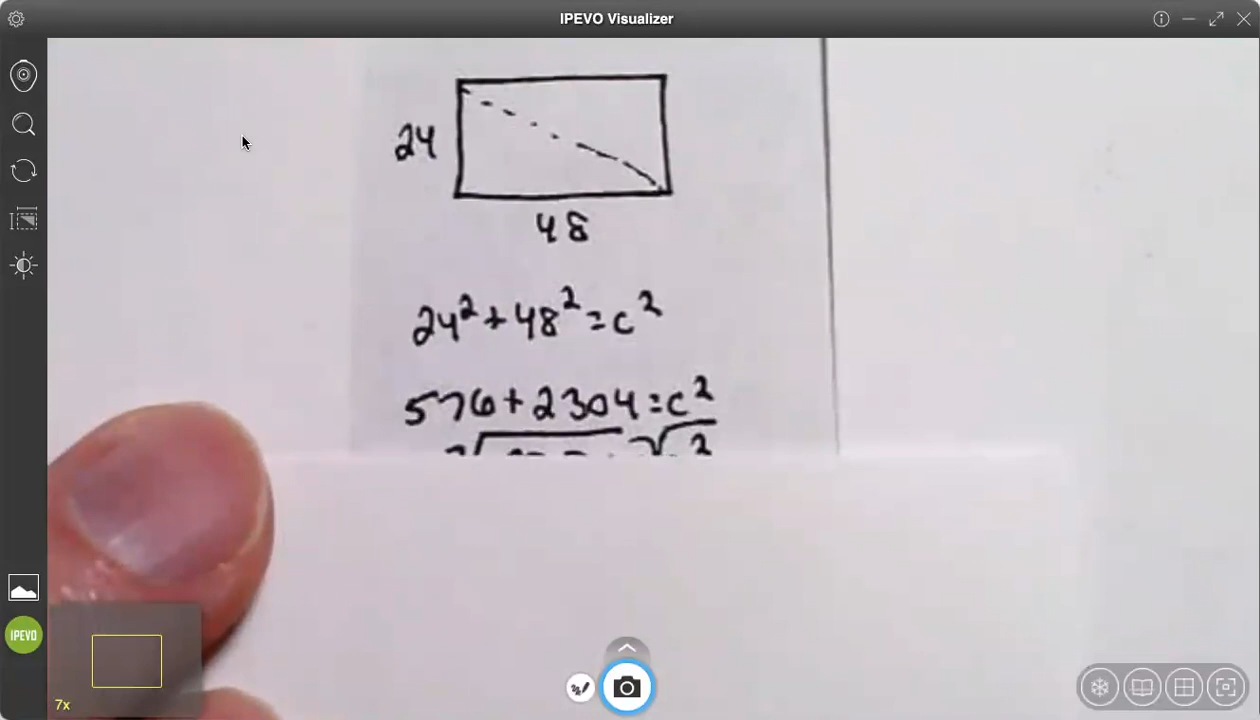 IPEVO Visualizer
24
48
24² + 48² = c²
576 + 2304 = c²
IPEVO
7x